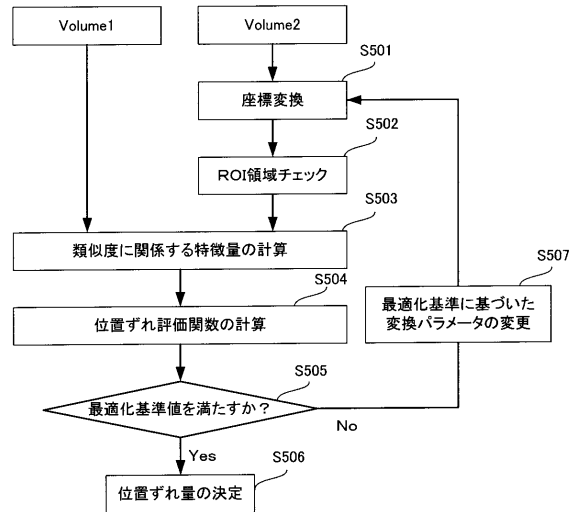 Volume1
Volume2
S501
座標変換
S502
ROI領域チェック
S503
類似度に関係する特徴量の計算
S507
最適化基準に基づいた
変換パラメータの変更
S504
位置ずれ評価関数の計算
S505
最適化基準値を満たすか？
No
Yes
S506
位置ずれ量の決定